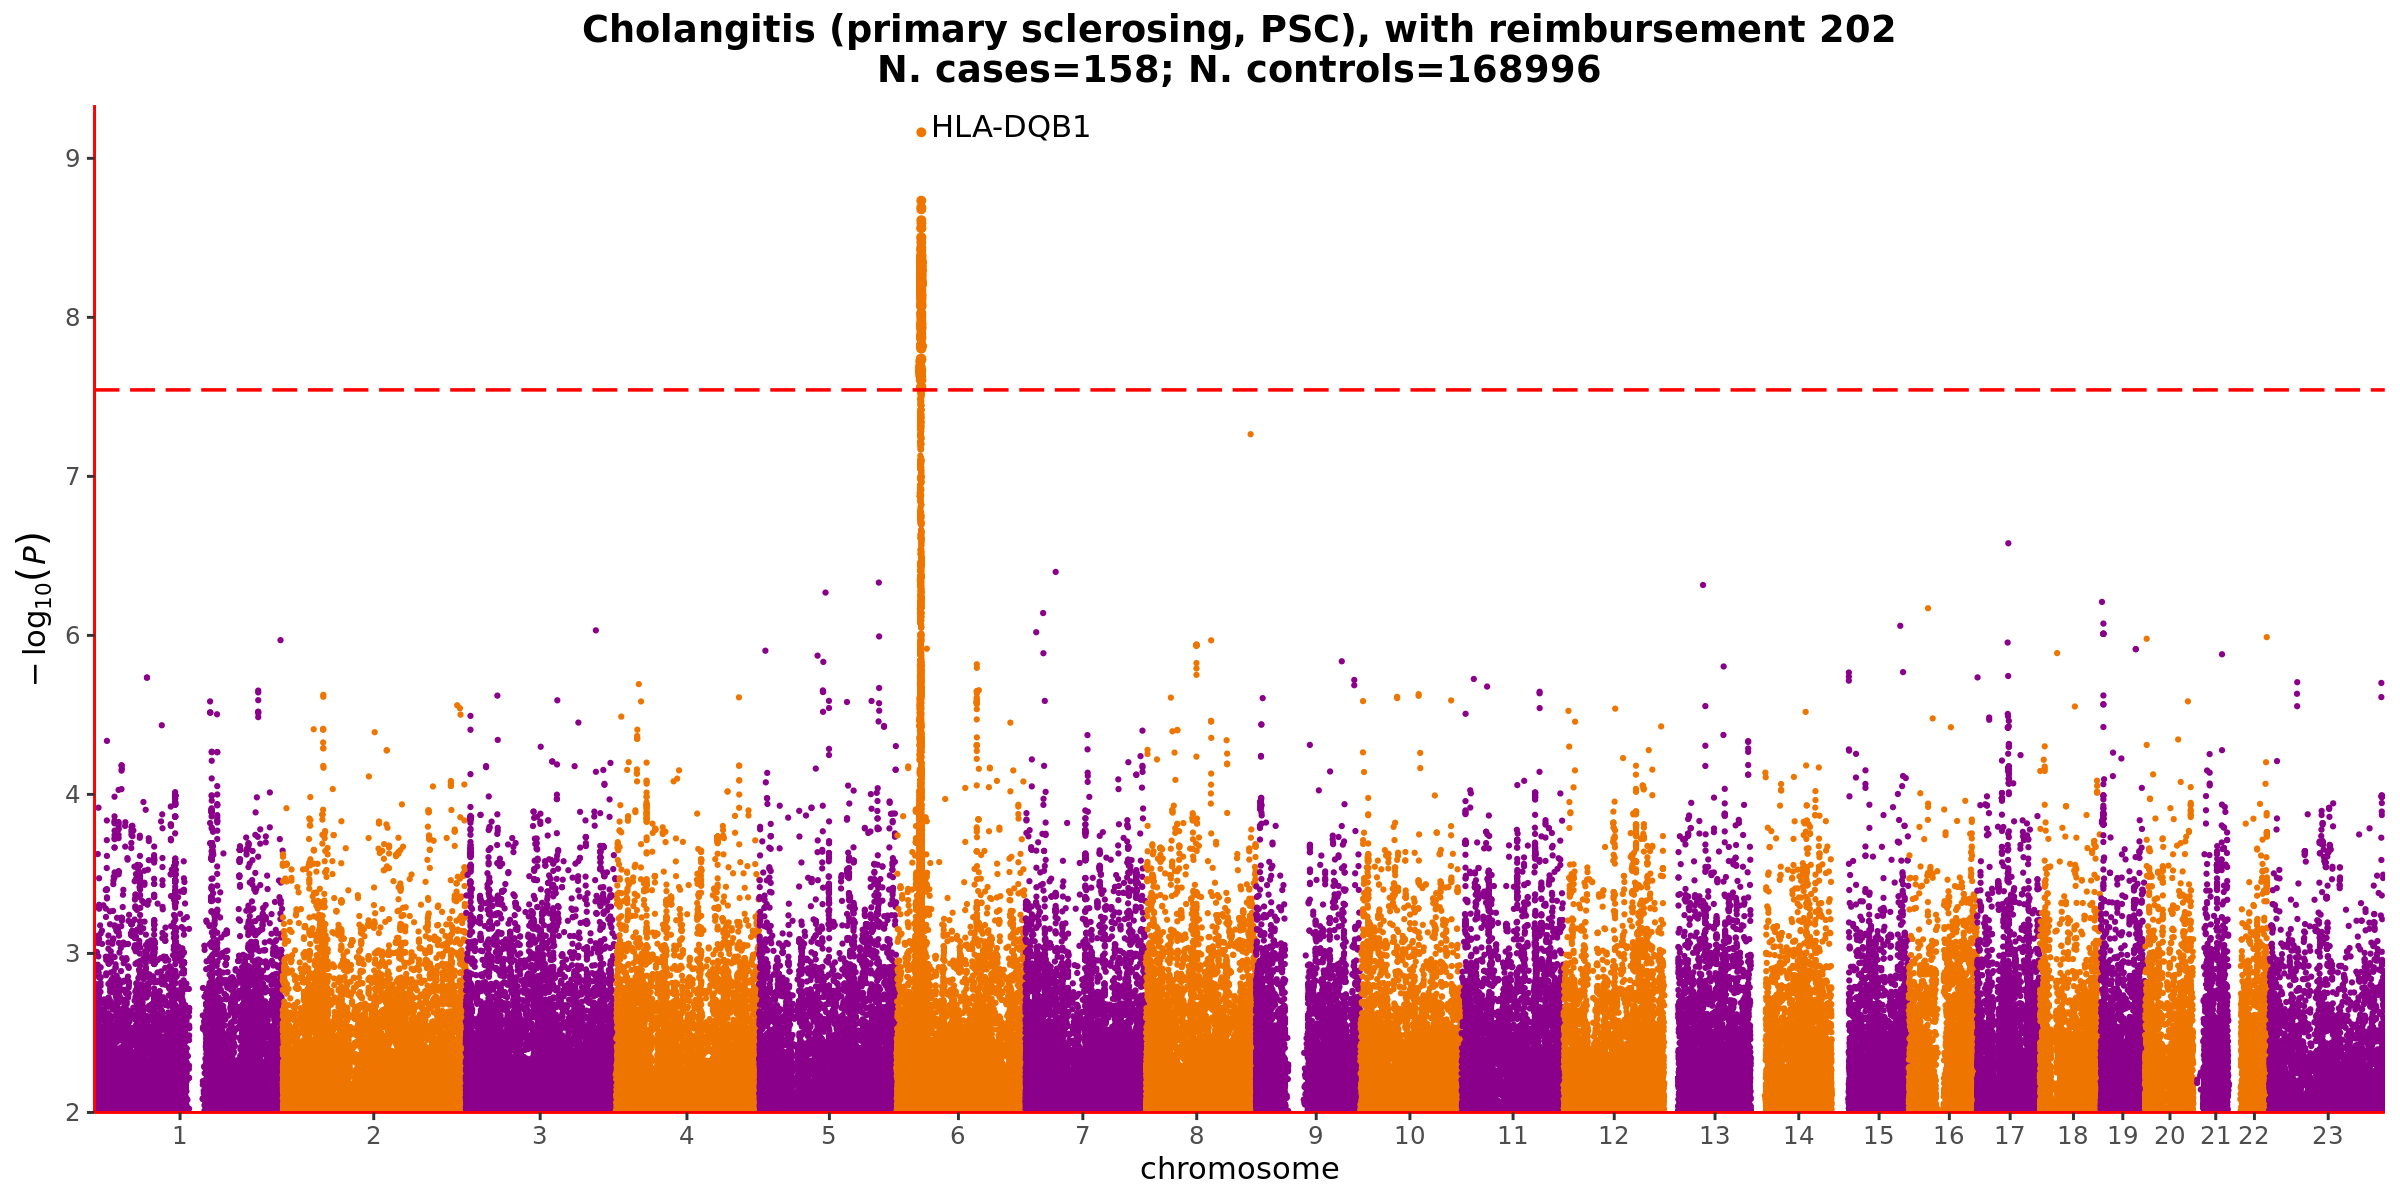 Cholangitis (primary sclerosing, PSC), with reimbursement 202
N. cases=158; N. controls=168996
HLA-DQB1
9
8
7
6
4
3
2
−log₁₀(P)
1 2 3 4 5 6 7 8 9 10 11 12 13 14 15 16 17 18 19 20 21 22 23
chromosome